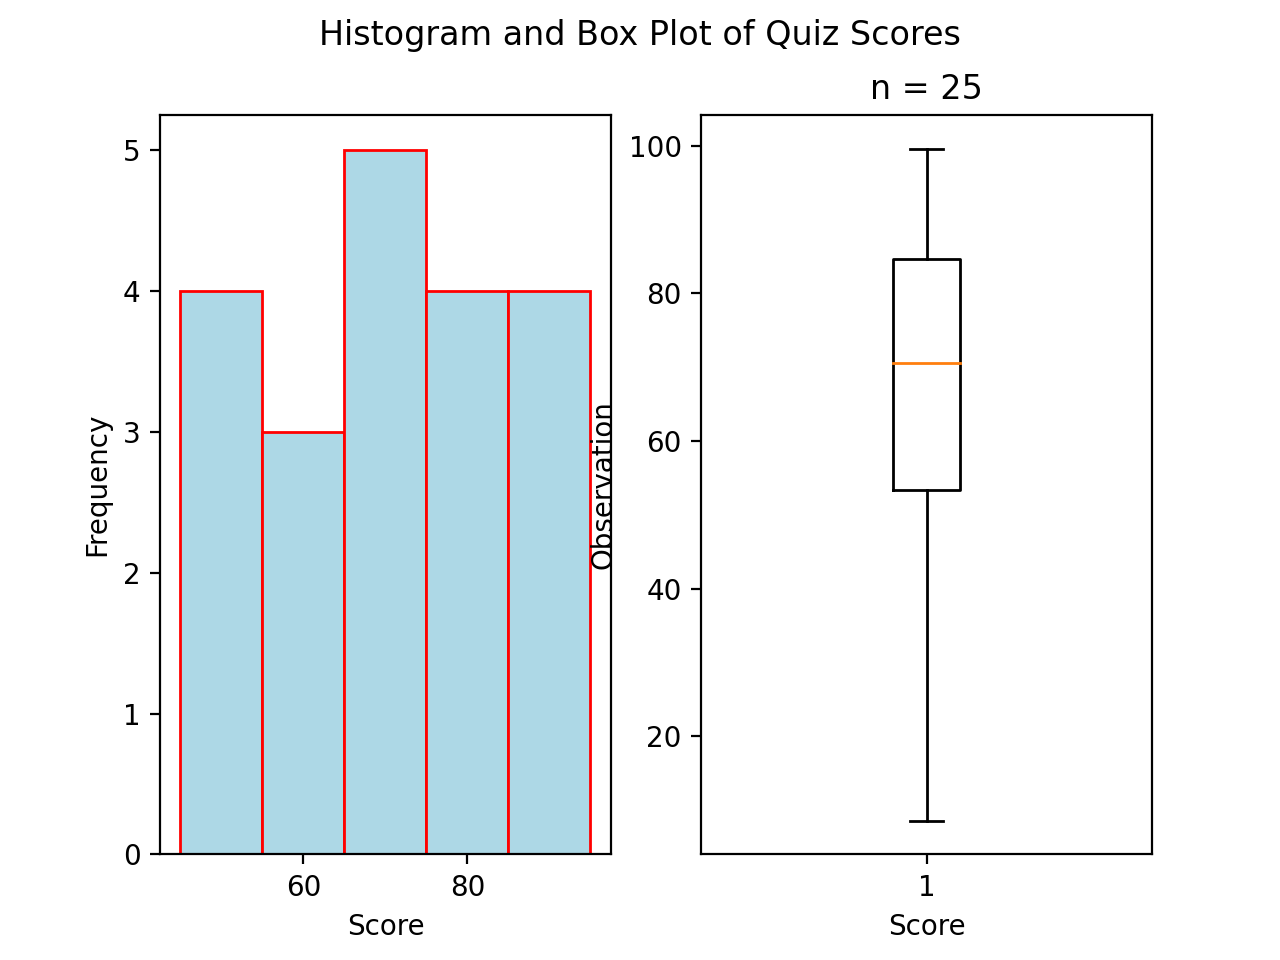 Histogram and Box Plot of Quiz Scores
5
4
3
2
1
0
Frequency
60
80
Score
n = 25
100
80
60
40
20
Observation
1
Score